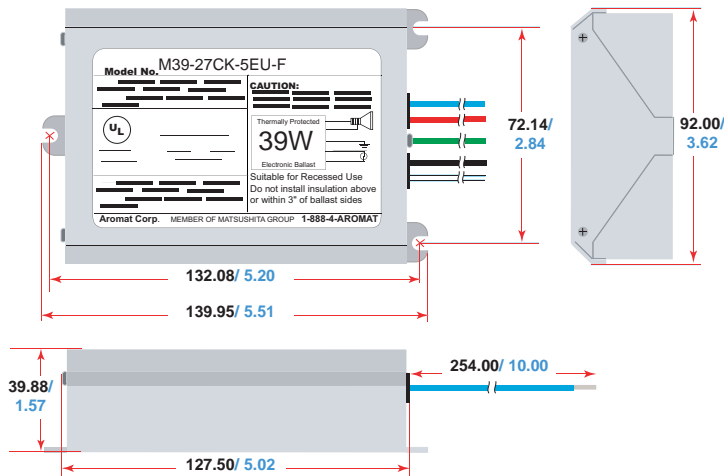 Model No. M39-27CK-5EU-F
CAUTION:
UL
Thermally Protected
39W
Electronic Ballast
Suitable for Recessed Use
Do not install insulation above
or within 3" of ballast sides
Aromat Corp. MEMBER OF MATSUSHITA GROUP 1-888-4-AROMAT
72.14/
2.84
92.00/
3.62
132.08/ 5.20
139.95/ 5.51
39.88/
1.57
254.00/ 10.00
127.50/ 5.02